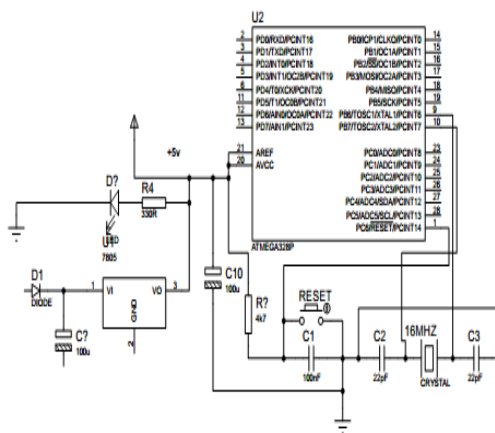 U2
2 PD0/RXD/PCINT16 PB0/ICP1/CLKO/PCINT0 14
3 PD1/TXD/PCINT17 PB1/OC1A/PCINT1 15
4 PD2/INT0/PCINT18 PB2/SS/OC1B/PCINT2 16
5 PD3/INT1/OC2B/PCINT19 PB3/MOSI/OC2A/PCINT3 17
6 PD4/T0/XCK/PCINT20 PB4/MISO/PCINT4 18
11 PD5/T1/OC0B/PCINT21 PB5/SCK/PCINT5 19
12 PD6/AIN0/OC0A/PCINT22 PB6/TOSC1/XTAL1/PCINT6 9
13 PD7/AIN1/PCINT23 PB7/TOSC2/XTAL2/PCINT7 10
21 AREF PC0/ADC0/PCINT8 23
20 AVCC PC1/ADC1/PCINT9 24
PC2/ADC2/PCINT10 25
PC3/ADC3/PCINT11 26
PC4/ADC4/SDA/PCINT12 27
PC5/ADC5/SCL/PCINT13 28
PC6/RESET/PCINT14 1
ATMEGA328P
+5v
D?
R4
330R
LED
7805
D1
DIODE
1 VI VO 3
GND
2
C?
100u
C10
100u
R?
4k7
RESET
C1
100nF
C2
22pF
16MHZ
CRYSTAL
C3
22pF